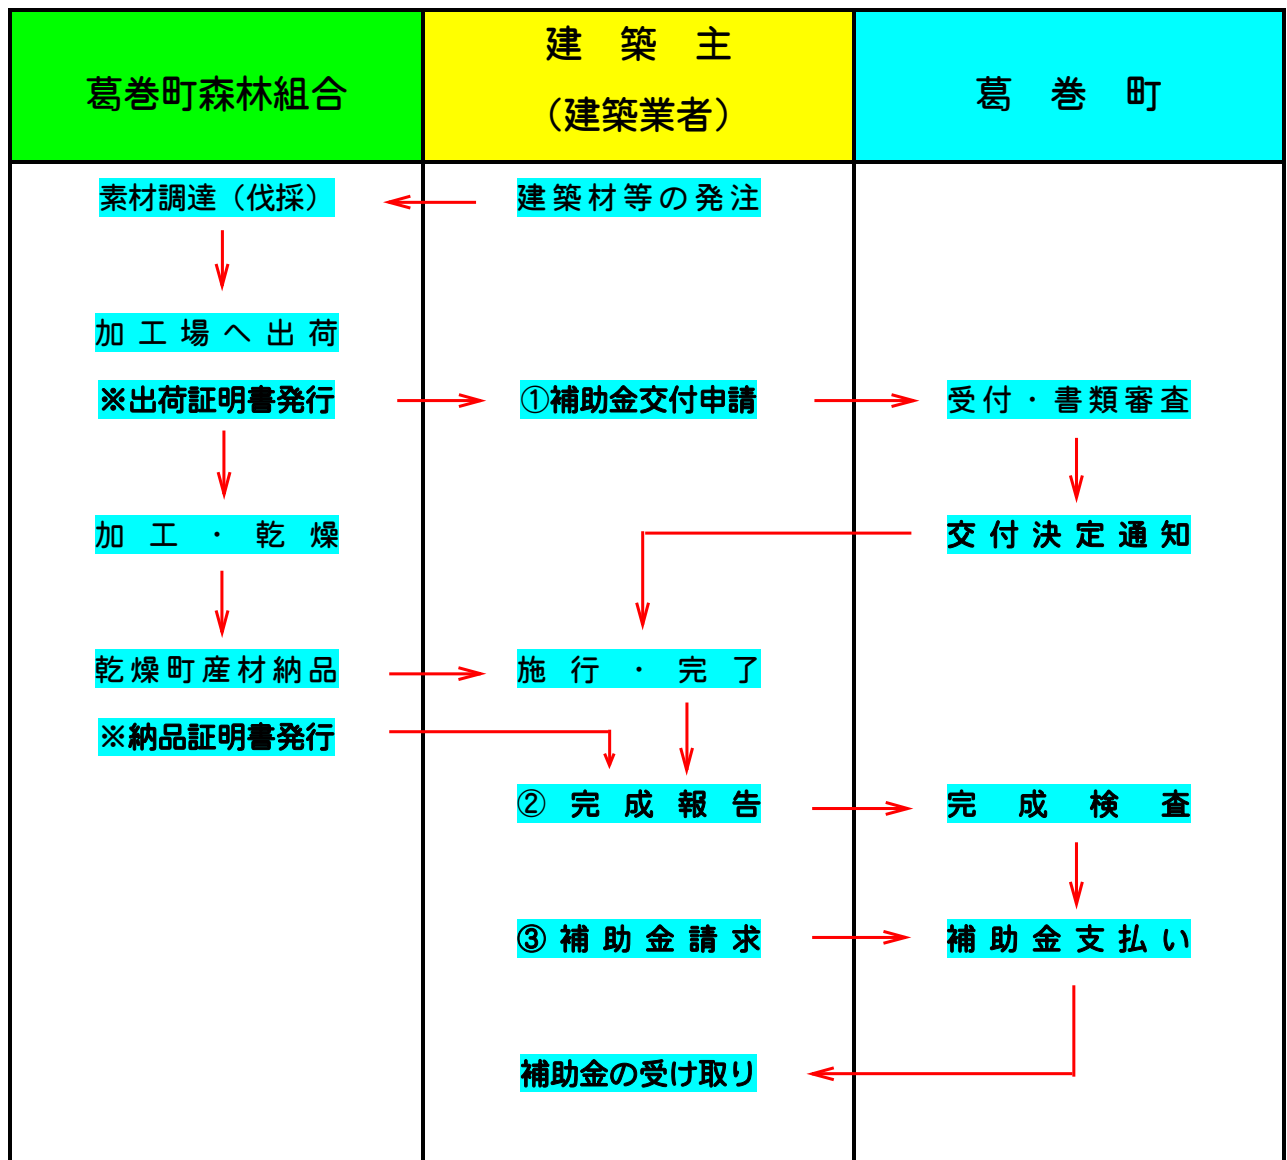 葛巻町森林組合
建 築 主
（建築業者）
葛 巻 町
素材調達（伐採）
建築材等の発注
加工場へ出荷
※出荷証明書発行
①補助金交付申請
受付・書類審査
加工・乾燥
交付決定通知
乾燥町産材納品
施行・完了
※納品証明書発行
②完成報告
完成検査
③補助金請求
補助金支払い
補助金の受け取り